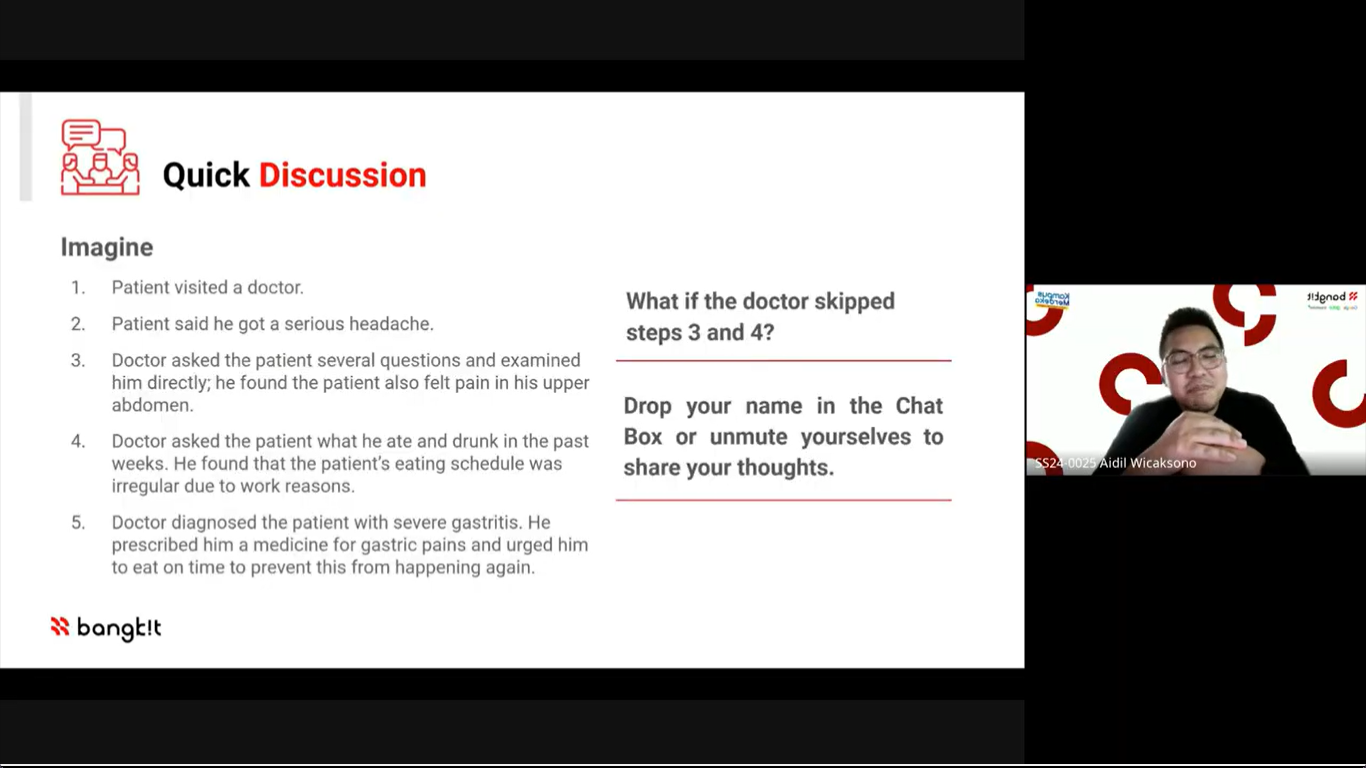 Quick Discussion
Imagine
1. Patient visited a doctor.
2. Patient said he got a serious headache.
3. Doctor asked the patient several questions and examined
him directly; he found the patient also felt pain in his upper
abdomen.
4. Doctor asked the patient what he ate and drunk in the past
weeks. He found that the patient’s eating schedule was
irregular due to work reasons.
5. Doctor diagnosed the patient with severe gastritis. He
prescribed him a medicine for gastric pains and urged him
to eat on time to prevent this from happening again.
What if the doctor skipped
steps 3 and 4?
Drop your name in the Chat
Box or unmute yourselves to
share your thoughts.
bangk!t
Kampus
Merdeka
bangk!t
SS24-0025 Aidil Wicaksono